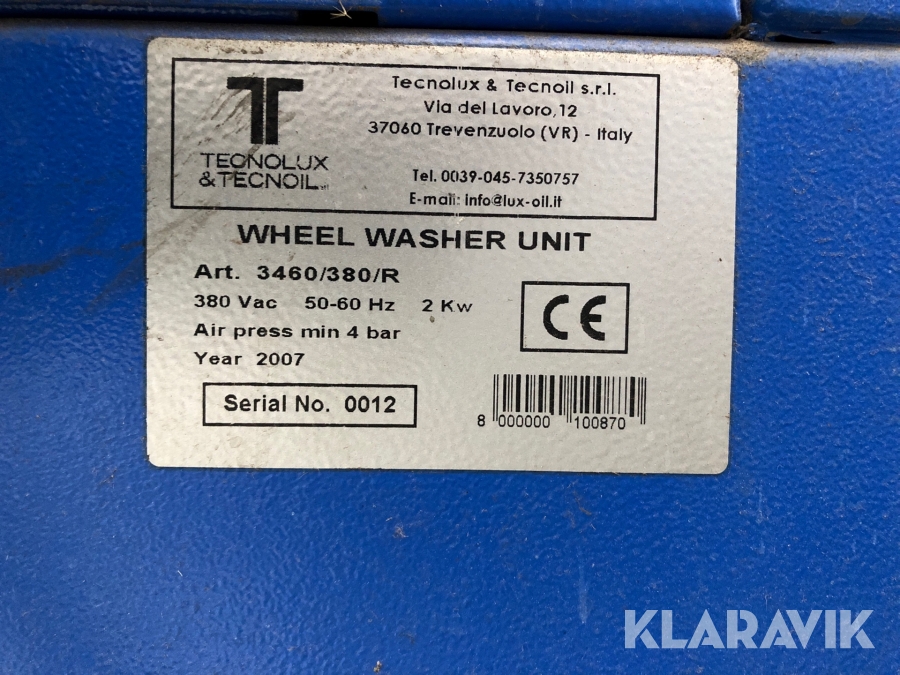 TECNOLUX
& TECNOIL
Tecnolux & Tecnoil s.r.l.
Via del Lavoro,12
37060 Trevenzuolo (VR) - Italy
Tel. 0039-045-7350757
E-mail: info@lux-oil.it
WHEEL WASHER UNIT
Art. 3460/380/R
380 Vac 50-60 Hz 2 Kw
Air press min 4 bar
Year 2007
CE
Serial No. 0012
8 000000 100870
KLARAVIK